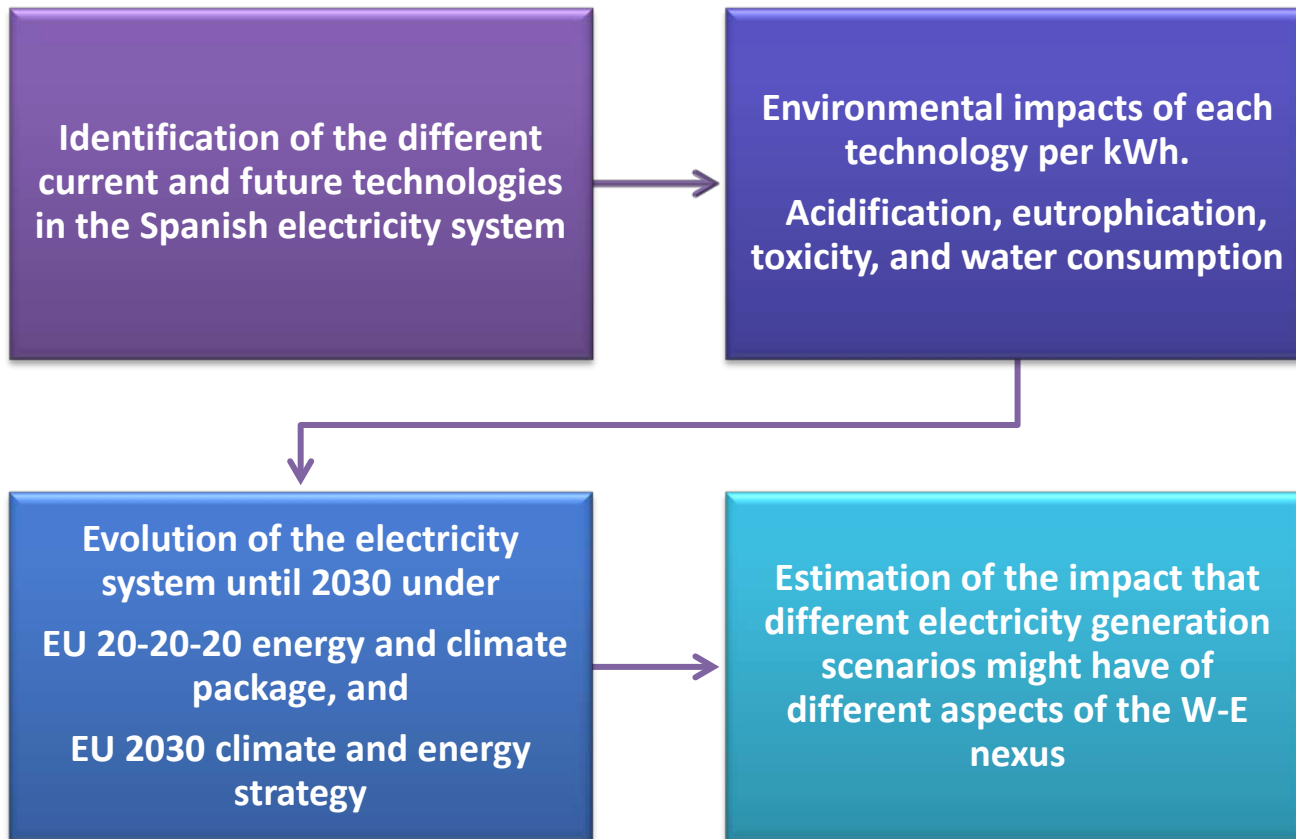 Identification of the different
current and future technologies
in the Spanish electricity system
Environmental impacts of each
technology per kWh.
Acidification, eutrophication,
toxicity, and water consumption
Evolution of the electricity
system until 2030 under
EU 20-20-20 energy and climate
package, and
EU 2030 climate and energy
strategy
Estimation of the impact that
different electricity generation
scenarios might have of
different aspects of the W-E
nexus